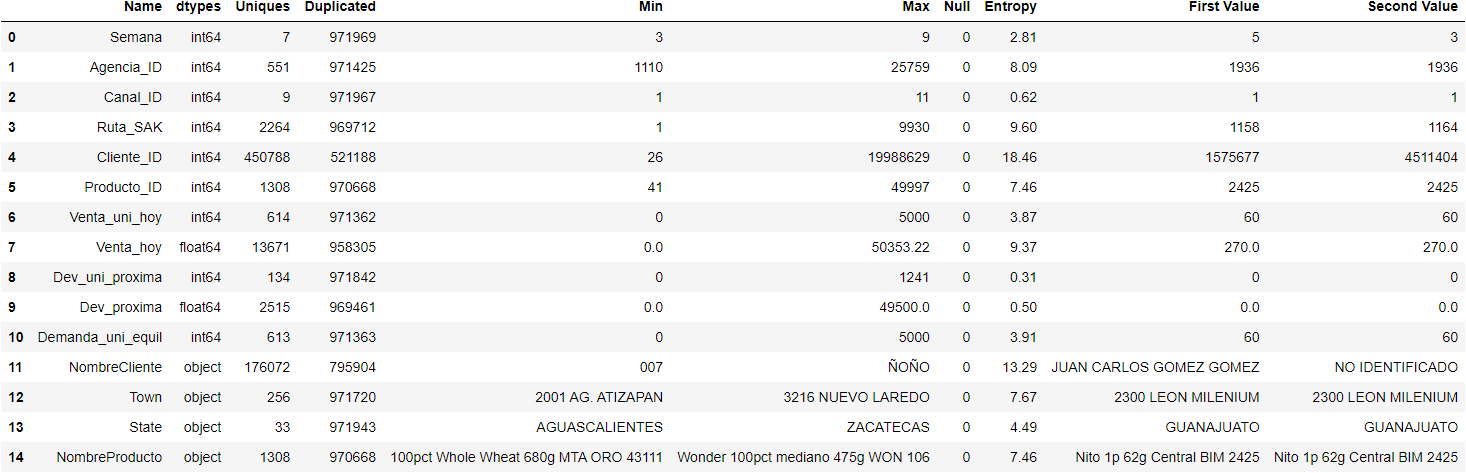 Name dtypes Uniques Duplicated Min Max Null Entropy First Value Second Value
0 Semana int64 7 971969 3 9 0 2.81 5 3
1 Agencia_ID int64 551 971425 1110 25759 0 8.09 1936 1936
2 Canal_ID int64 9 971967 1 11 0 0.62 1 1
3 Ruta_SAK int64 2264 969712 1 9930 0 9.60 1158 1164
4 Cliente_ID int64 450788 521188 26 19988629 0 18.46 1575677 4511404
5 Producto_ID int64 1308 970668 41 49997 0 7.46 2425 2425
6 Venta_uni_hoy int64 614 971362 0 5000 0 3.87 60 60
7 Venta_hoy float64 13671 958305 0.0 50353.22 0 9.37 270.0 270.0
8 Dev_uni_proxima int64 134 971842 0 1241 0 0.31 0 0
9 Dev_proxima float64 2515 969461 0.0 49500.0 0 0.50 0.0 0.0
10 Demanda_uni_equil int64 613 971363 0 5000 0 3.91 60 60
11 NombreCliente object 176072 795904 007 ÑOÑO 0 13.29 JUAN CARLOS GOMEZ GOMEZ NO IDENTIFICADO
12 Town object 256 971720 2001 AG. ATIZAPAN 3216 NUEVO LAREDO 0 7.67 2300 LEON MILENIUM 2300 LEON MILENIUM
13 State object 33 971943 AGUASCALIENTES ZACATECAS 0 4.49 GUANAJUATO GUANAJUATO
14 NombreProducto object 1308 970668 100pct Whole Wheat 680g MTA ORO 43111 Wonder 100pct mediano 475g WON 106 0 7.46 Nito 1p 62g Central BIM 2425 Nito 1p 62g Central BIM 2425